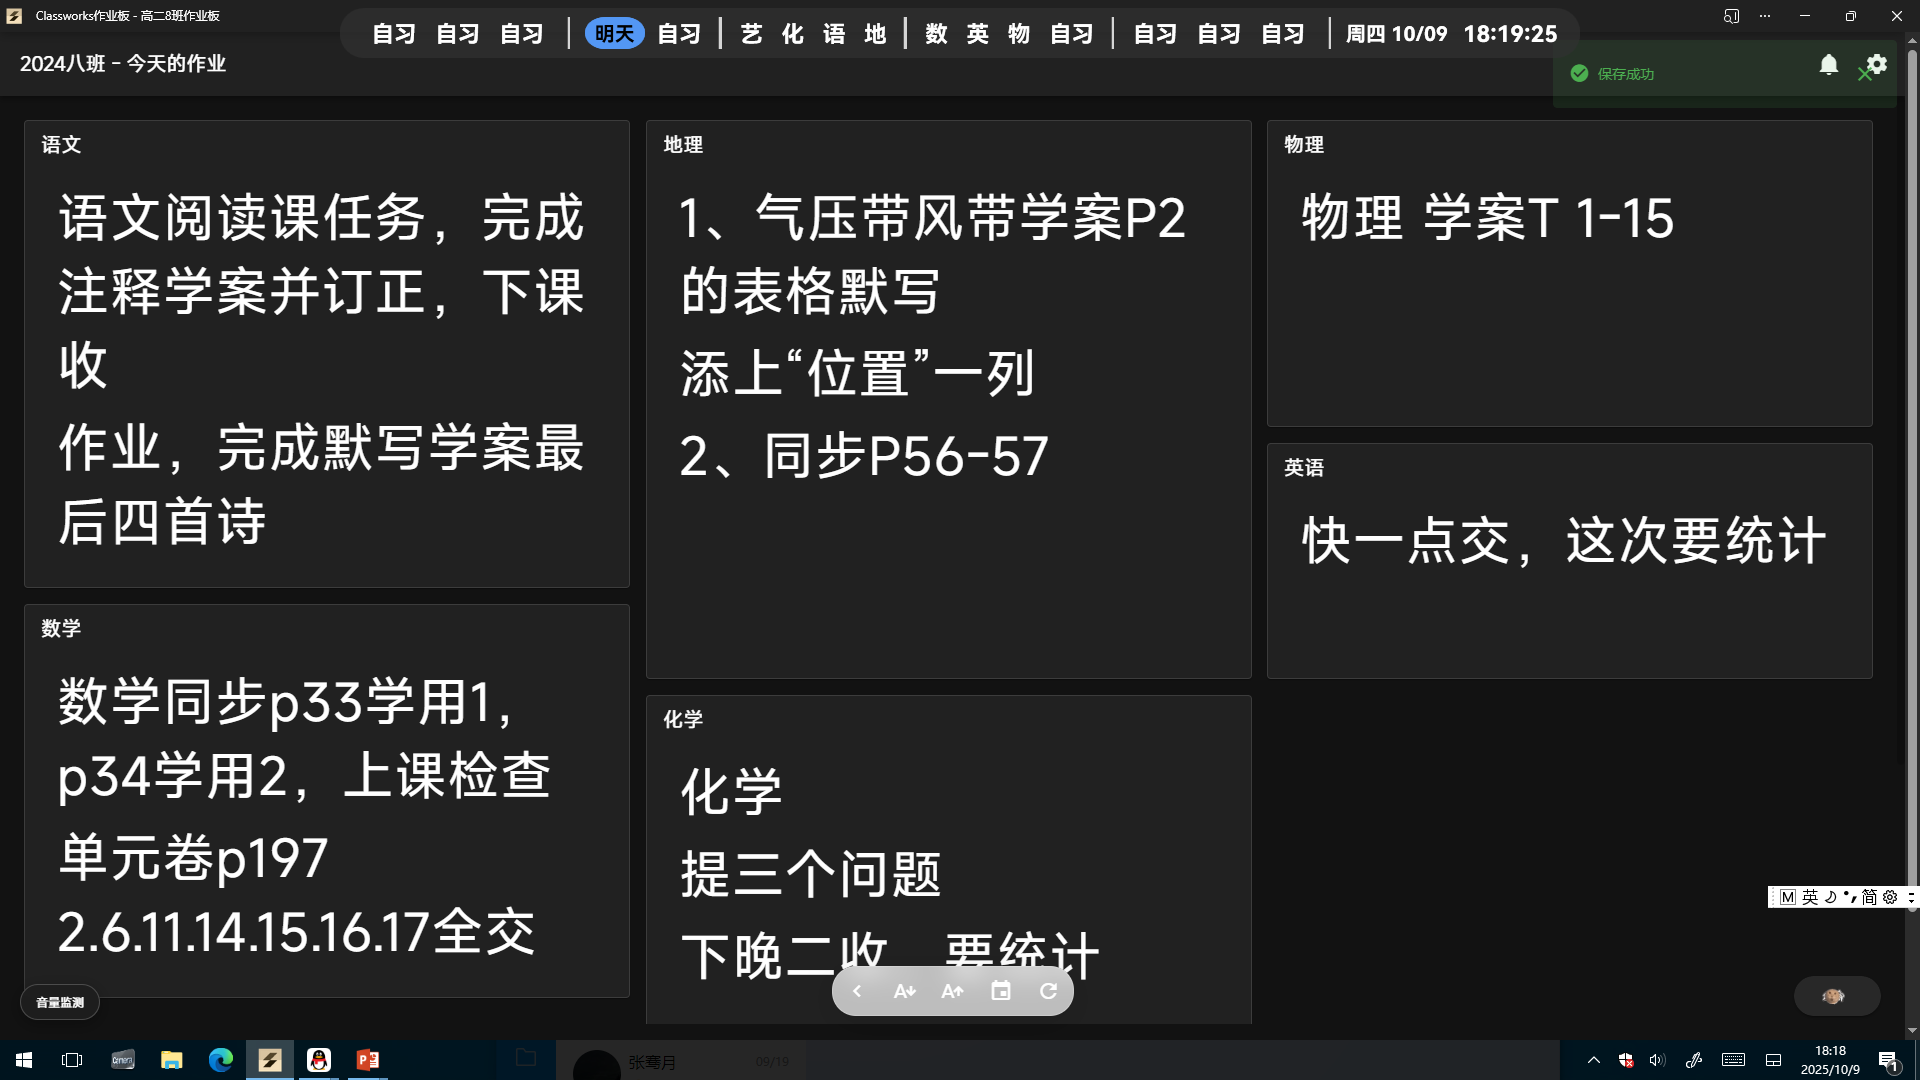 Classworks作业板 - 高二8班作业板
自习 自习 自习 | 明天 自习 | 艺 化 语 地 | 数 英 物 自习 | 自习 自习 自习 | 周四 10/09 18:19:25
2024八班 - 今天的作业
保存成功
语文
语文阅读课任务，完成
注释学案并订正，下课
收
作业，完成默写学案最
后四首诗
数学
数学同步p33学用1，
p34学用2，上课检查
单元卷p197
2.6.11.14.15.16.17全交
地理
1、气压带风带学案P2
的表格默写
添上“位置”一列
2、同步P56-57
化学
化学
提三个问题
下晚二收 要统计
物理
物理 学案T 1-15
英语
快一点交，这次要统计
M 英 简
音量监测
张骞月 09/19
18:18
2025/10/9
1